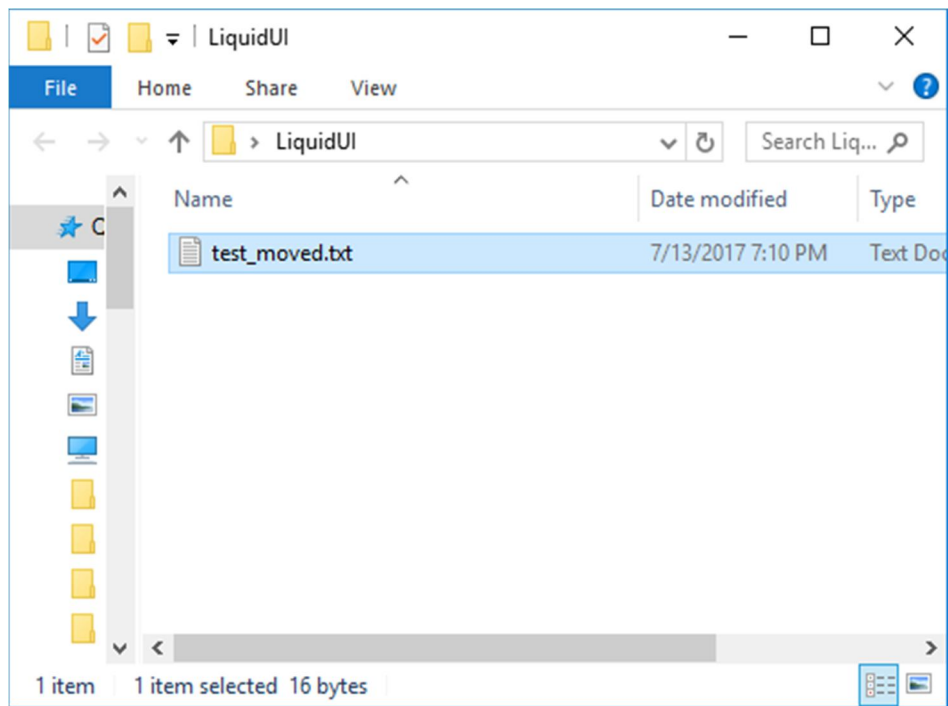 LiquidUI
File Home Share View ?
> LiquidUI Search Liq...
Name Date modified Type
test_moved.txt 7/13/2017 7:10 PM Text Doc
1 item 1 item selected 16 bytes